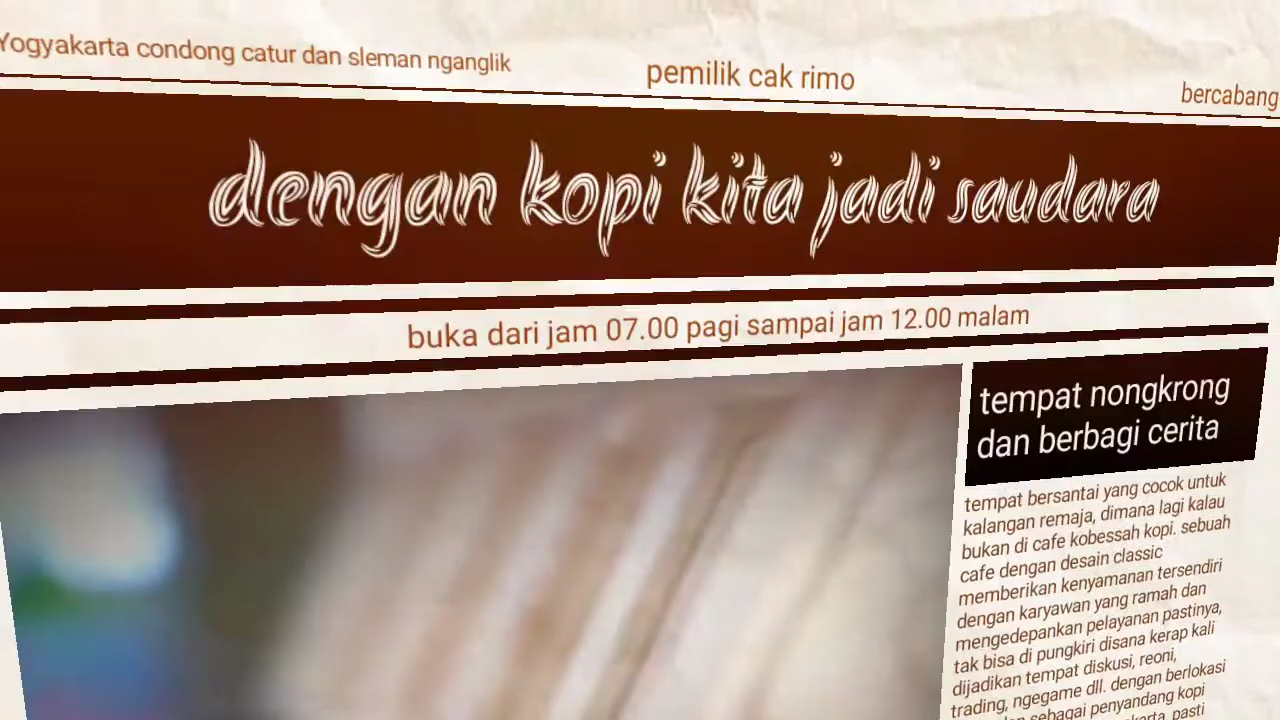 Yogyakarta condong catur dan sleman nganglik
pemilik cak rimo
bercabang
dengan kopi kita jadi saudara
buka dari jam 07.00 pagi sampai jam 12.00 malam
tempat nongkrong
dan berbagi cerita
tempat bersantai yang cocok untuk
kalangan remaja, dimana lagi kalau
bukan di cafe kobessah kopi. sebuah
cafe dengan desain classic
memberikan kenyamanan tersendiri
dengan karyawan yang ramah dan
mengedepankan pelayanan pastinya,
tak bisa di pungkiri disana kerap kali
dijadikan tempat diskusi, reoni,
trading, ngegame dll. dengan berlokasi
sebagai penyandang kopi
pasti